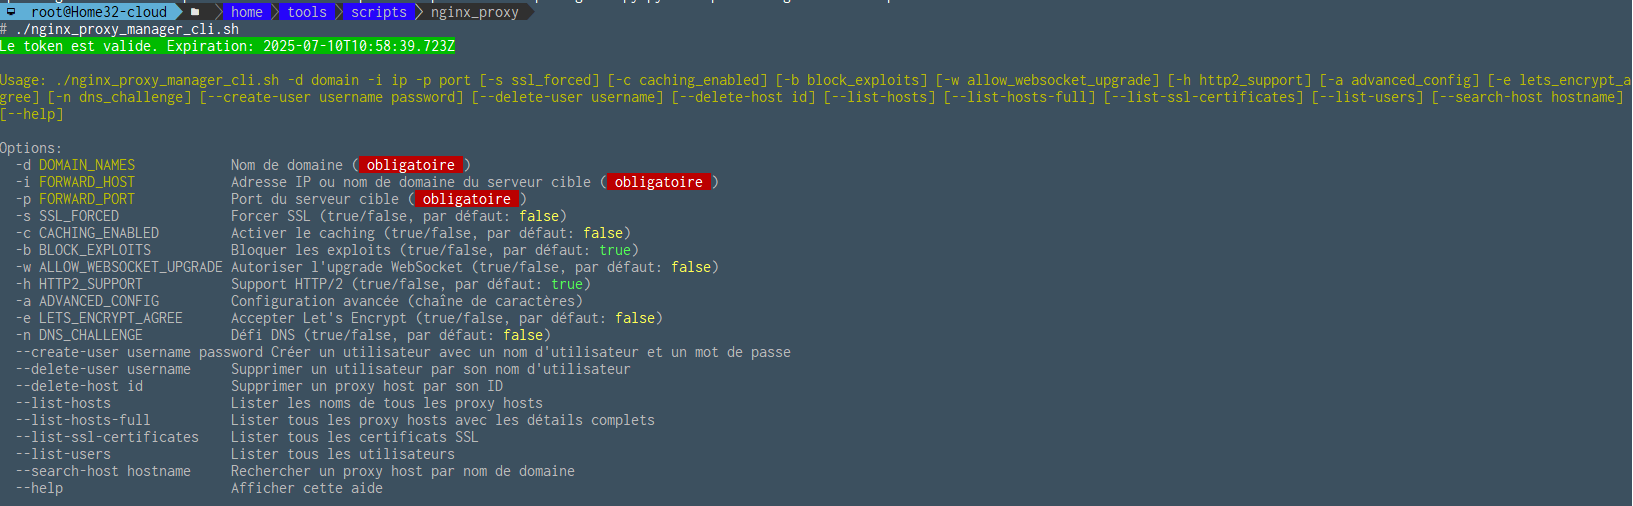 root@Home32-cloud home tools scripts nginx_proxy
# ./nginx_proxy_manager_cli.sh
Le token est valide. Expiration: 2025-07-10T10:58:39.723Z
Usage: ./nginx_proxy_manager_cli.sh -d domain -i ip -p port [-s ssl_forced] [-c caching_enabled] [-b block_exploits] [-w allow_websocket_upgrade] [-h http2_support] [-a advanced_config] [-e lets_encrypt_a
gree] [-n dns_challenge] [--create-user username password] [--delete-user username] [--delete-host id] [--list-hosts] [--list-hosts-full] [--list-ssl-certificates] [--list-users] [--search-host hostname]
[--help]
Options:
-d DOMAIN_NAMES Nom de domaine ( obligatoire )
-i FORWARD_HOST Adresse IP ou nom de domaine du serveur cible ( obligatoire )
-p FORWARD_PORT Port du serveur cible ( obligatoire )
-s SSL_FORCED Forcer SSL (true/false, par défaut: false)
-c CACHING_ENABLED Activer le caching (true/false, par défaut: false)
-b BLOCK_EXPLOITS Bloquer les exploits (true/false, par défaut: true)
-w ALLOW_WEBSOCKET_UPGRADE Autoriser l'upgrade WebSocket (true/false, par défaut: false)
-h HTTP2_SUPPORT Support HTTP/2 (true/false, par défaut: true)
-a ADVANCED_CONFIG Configuration avancée (chaîne de caractères)
-e LETS_ENCRYPT_AGREE Accepter Let's Encrypt (true/false, par défaut: false)
-n DNS_CHALLENGE Défi DNS (true/false, par défaut: false)
--create-user username password Créer un utilisateur avec un nom d'utilisateur et un mot de passe
--delete-user username Supprimer un utilisateur par son nom d'utilisateur
--delete-host id Supprimer un proxy host par son ID
--list-hosts Lister les noms de tous les proxy hosts
--list-hosts-full Lister tous les proxy hosts avec les détails complets
--list-ssl-certificates Lister tous les certificats SSL
--list-users Lister tous les utilisateurs
--search-host hostname Rechercher un proxy host par nom de domaine
--help Afficher cette aide